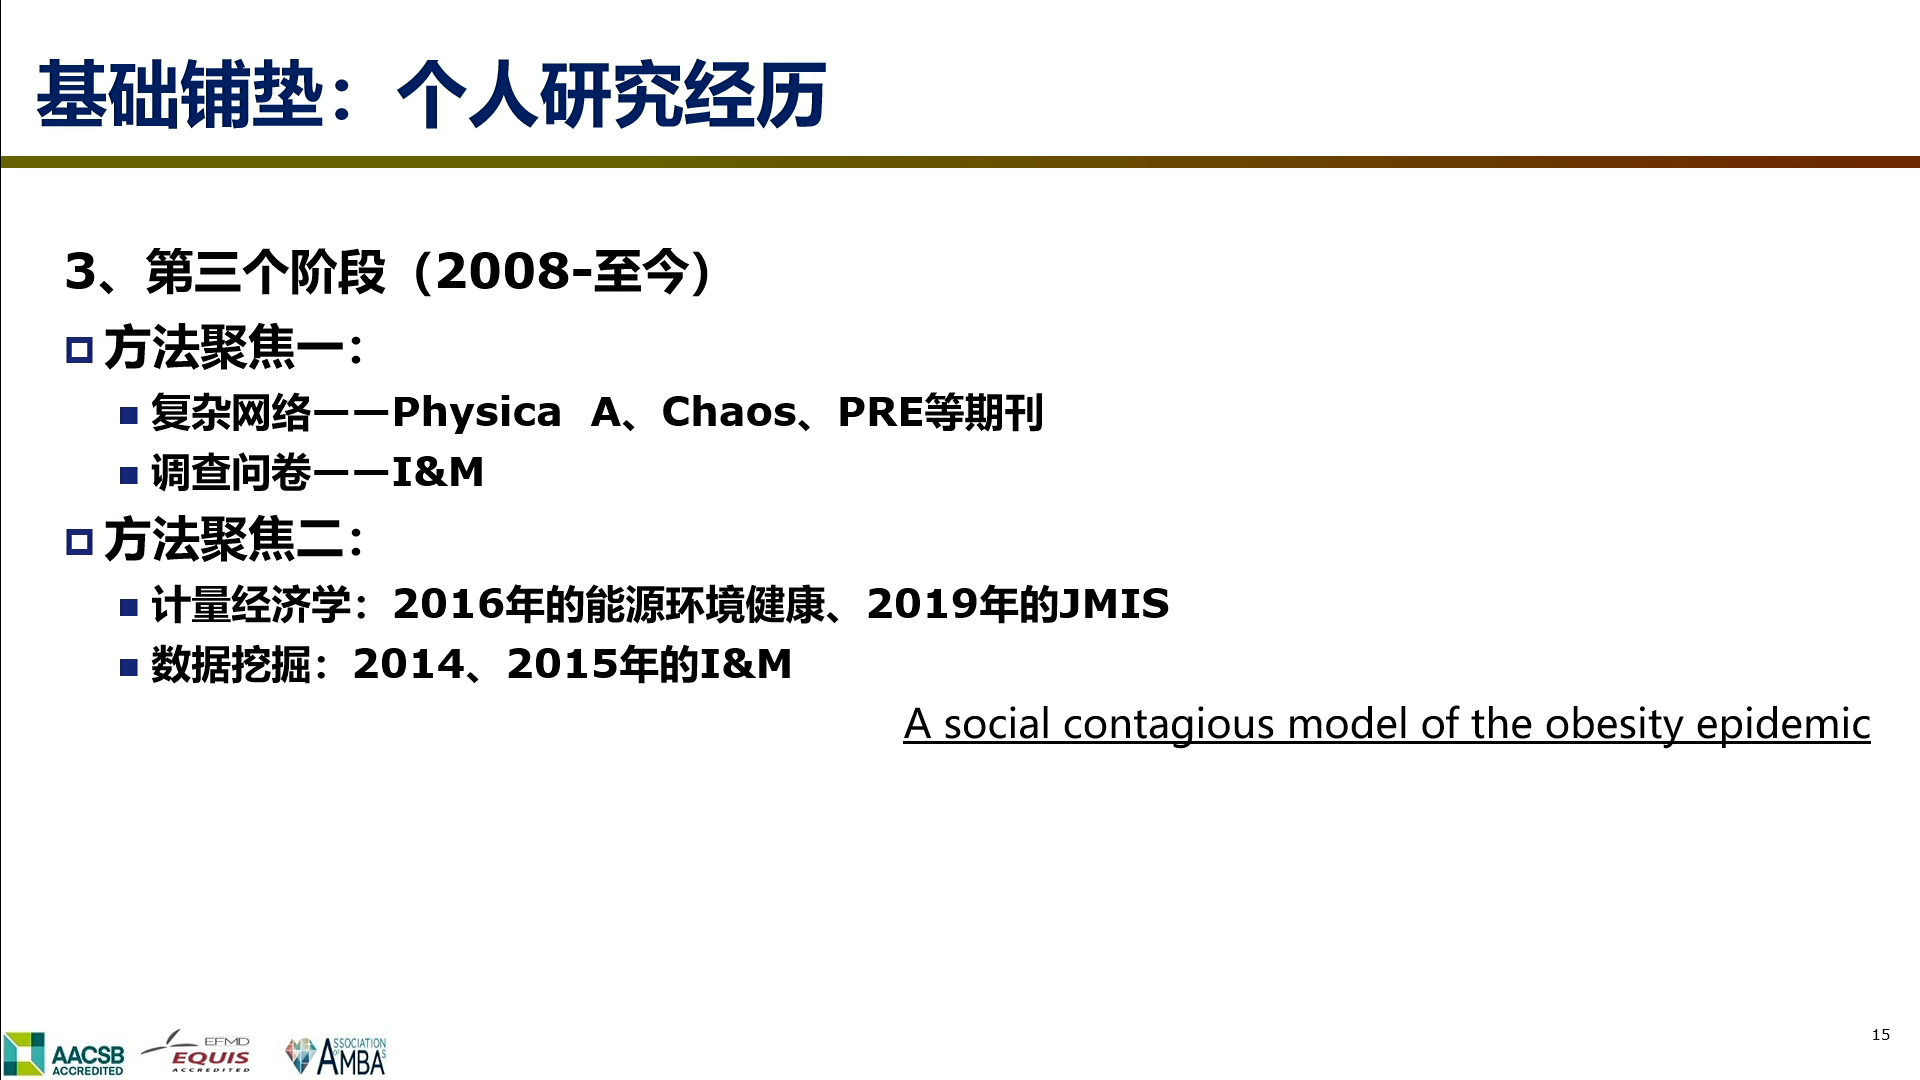 基础铺垫：个人研究经历
3、第三个阶段（2008-至今）
方法聚焦一：
复杂网络——Physica A、Chaos、PRE等期刊
调查问卷——I&M
方法聚焦二：
计量经济学：2016年的能源环境健康、2019年的JMIS
数据挖掘：2014、2015年的I&M
A social contagious model of the obesity epidemic
15
AACSB
ACCREDITED
EFMD
EQUIS
ACCREDITED
ASSOCIATION
OF
AMBAS